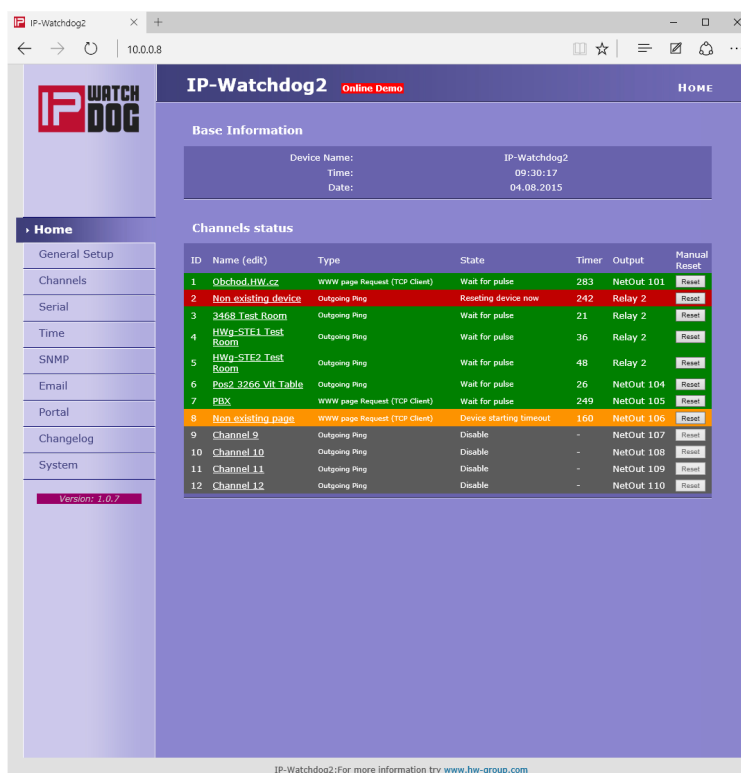 IP-Watchdog2
10.0.0.8
IP WATCH DOG
IP-Watchdog2 Online Demo HOME
Base Information
Device Name: IP-Watchdog2
Time: 09:30:17
Date: 04.08.2015
Home
General Setup
Channels
Serial
Time
SNMP
Email
Portal
Changelog
System
Version: 1.0.7
Channels status
ID Name (edit) Type State Timer Output Manual Reset
1 Obchod.HW.cz WWW page Request (TCP Client) Wait for pulse 283 NetOut 101 Reset
2 Non existing device Outgoing Ping Reseting device now 242 Relay 2 Reset
3 3468 Test Room Outgoing Ping Wait for pulse 21 Relay 2 Reset
4 HWg-STE1 Test Room Outgoing Ping Wait for pulse 36 Relay 2 Reset
5 HWg-STE2 Test Room Outgoing Ping Wait for pulse 48 Relay 2 Reset
6 Pos2 3266 Vit Table Outgoing Ping Wait for pulse 26 NetOut 104 Reset
7 PBX WWW page Request (TCP Client) Wait for pulse 249 NetOut 105 Reset
8 Non existing page WWW page Request (TCP Client) Device starting timeout 160 NetOut 106 Reset
9 Channel 9 Outgoing Ping Disable - NetOut 107 Reset
10 Channel 10 Outgoing Ping Disable - NetOut 108 Reset
11 Channel 11 Outgoing Ping Disable - NetOut 109 Reset
12 Channel 12 Outgoing Ping Disable - NetOut 110 Reset
IP-Watchdog2:For more information try www.hw-group.com